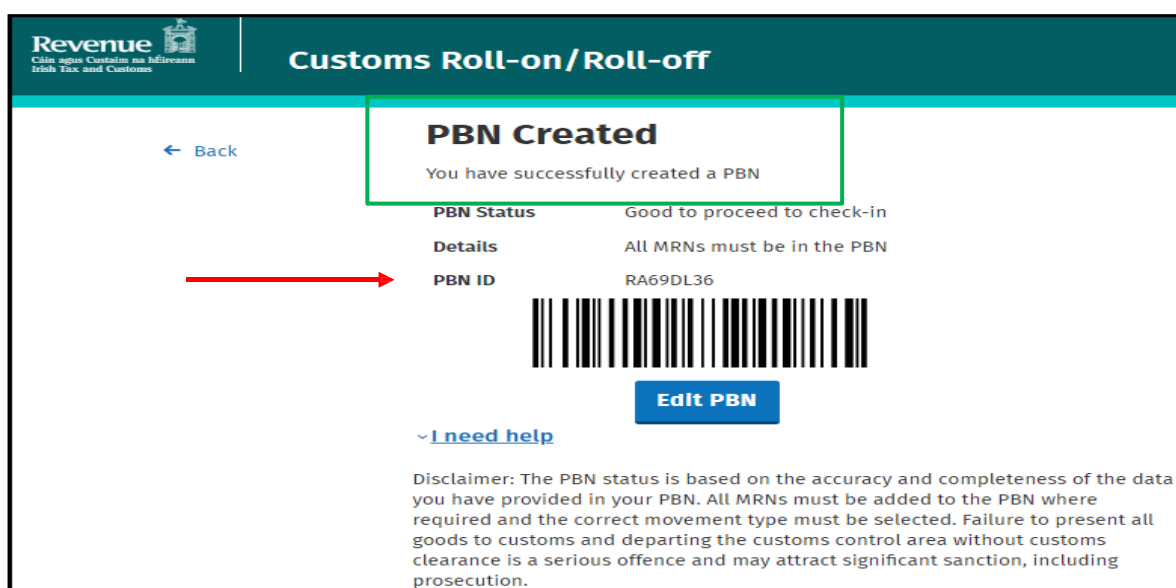 Revenue
Cáin agus Custaim na hÉireann
Irish Tax and Customs
Customs Roll-on/Roll-off
← Back
PBN Created
You have successfully created a PBN
PBN Status Good to proceed to check-in
Details All MRNs must be in the PBN
PBN ID RA69DL36
Edit PBN
I need help
Disclaimer: The PBN status is based on the accuracy and completeness of the data
you have provided in your PBN. All MRNs must be added to the PBN where
required and the correct movement type must be selected. Failure to present all
goods to customs and departing the customs control area without customs
clearance is a serious offence and may attract significant sanction, including
prosecution.